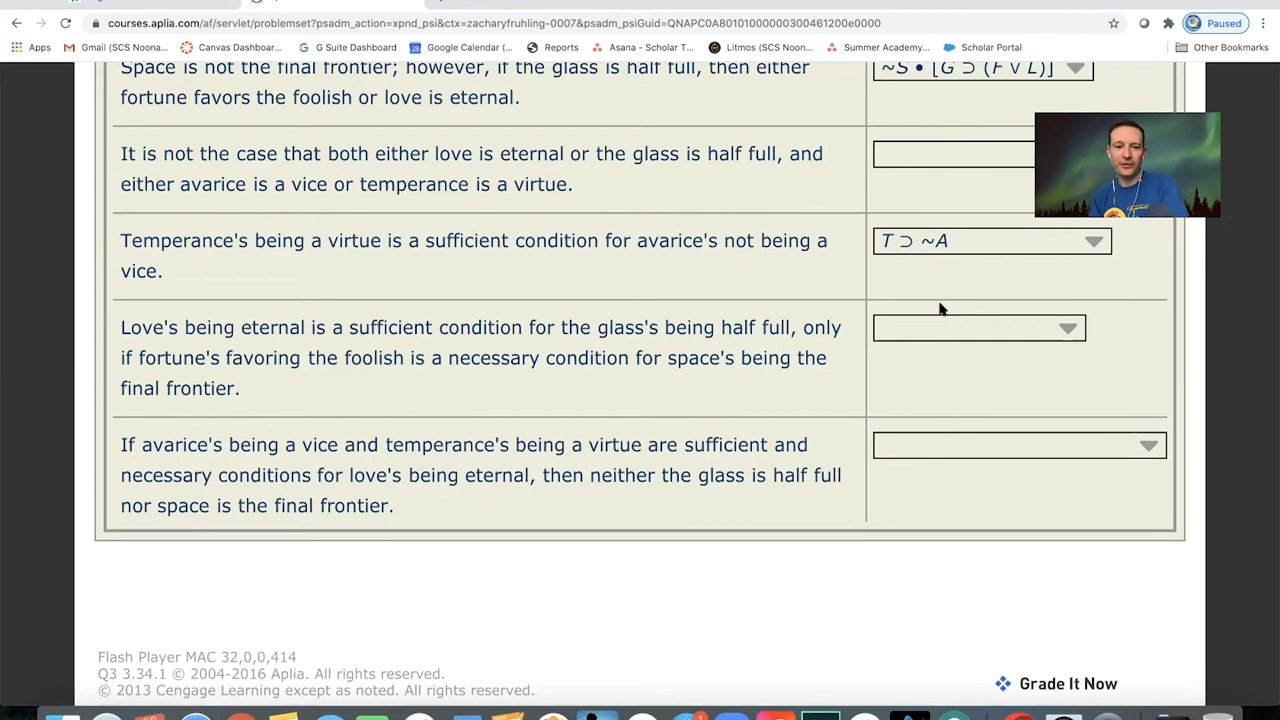 courses.aplia.com/af/servlet/problemset?psadm_action=xpnd_psi&ctx=zacharyfruhling-0007&psadm_psiGuid=QNAPC0A80101000000300461200e0000
Paused
Apps
Gmail (SCS Noona...
Canvas Dashboar...
G Suite Dashboard
Google Calendar (...
Reports
Asana - Scholar T...
Litmos (SCS Noon...
Summer Academy...
Scholar Portal
Other Bookmarks
Space is not the final frontier; however, if the glass is half full, then either
fortune favors the foolish or love is eternal.
~S • [G ⊃ (F ∨ L)]
It is not the case that both either love is eternal or the glass is half full, and
either avarice is a vice or temperance is a virtue.
Temperance's being a virtue is a sufficient condition for avarice's not being a
vice.
T ⊃ ~A
Love's being eternal is a sufficient condition for the glass's being half full, only
if fortune's favoring the foolish is a necessary condition for space's being the
final frontier.
If avarice's being a vice and temperance's being a virtue are sufficient and
necessary conditions for love's being eternal, then neither the glass is half full
nor space is the final frontier.
Flash Player MAC 32,0,0,414
Q3 3.34.1 © 2004-2016 Aplia. All rights reserved.
© 2013 Cengage Learning except as noted. All rights reserved.
Grade It Now